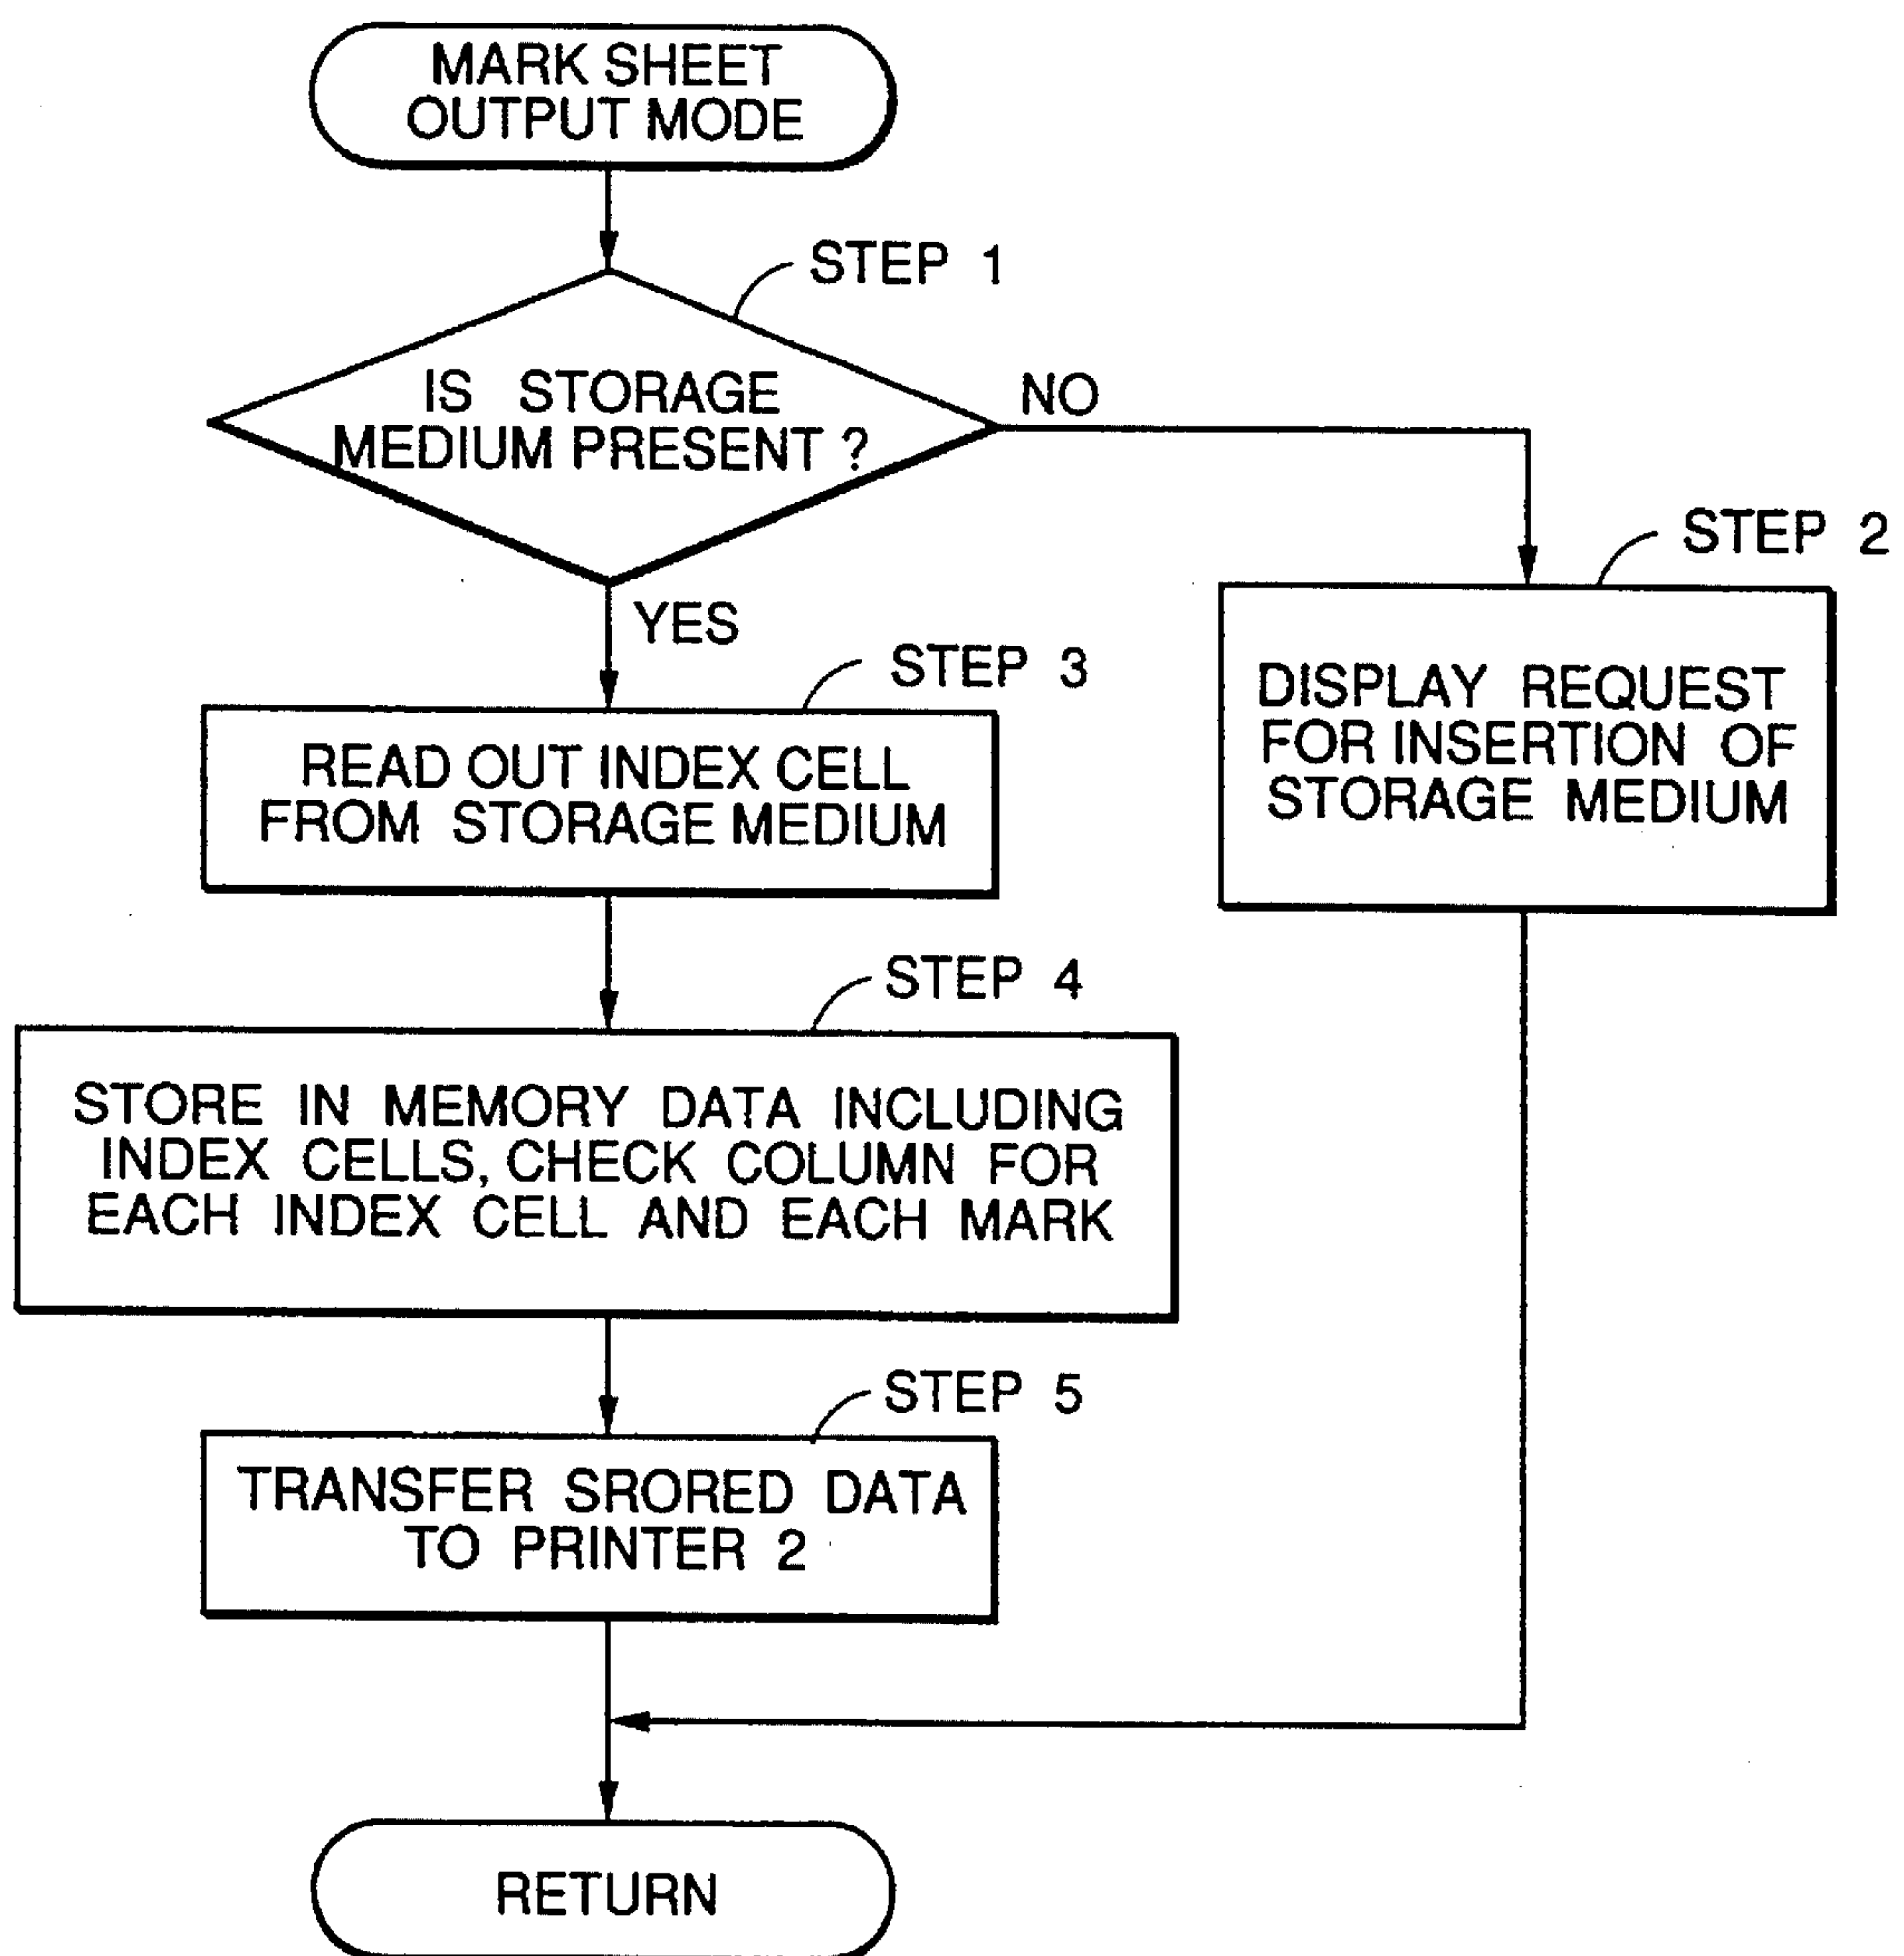 MARK SHEET
OUTPUT MODE
STEP 1
IS STORAGE
MEDIUM PRESENT ?
NO
YES
STEP 2
DISPLAY REQUEST
FOR INSERTION OF
STORAGE MEDIUM
STEP 3
READ OUT INDEX CELL
FROM STORAGE MEDIUM
STEP 4
STORE IN MEMORY DATA INCLUDING
INDEX CELLS, CHECK COLUMN FOR
EACH INDEX CELL AND EACH MARK
STEP 5
TRANSFER SRORED DATA
TO PRINTER 2
RETURN